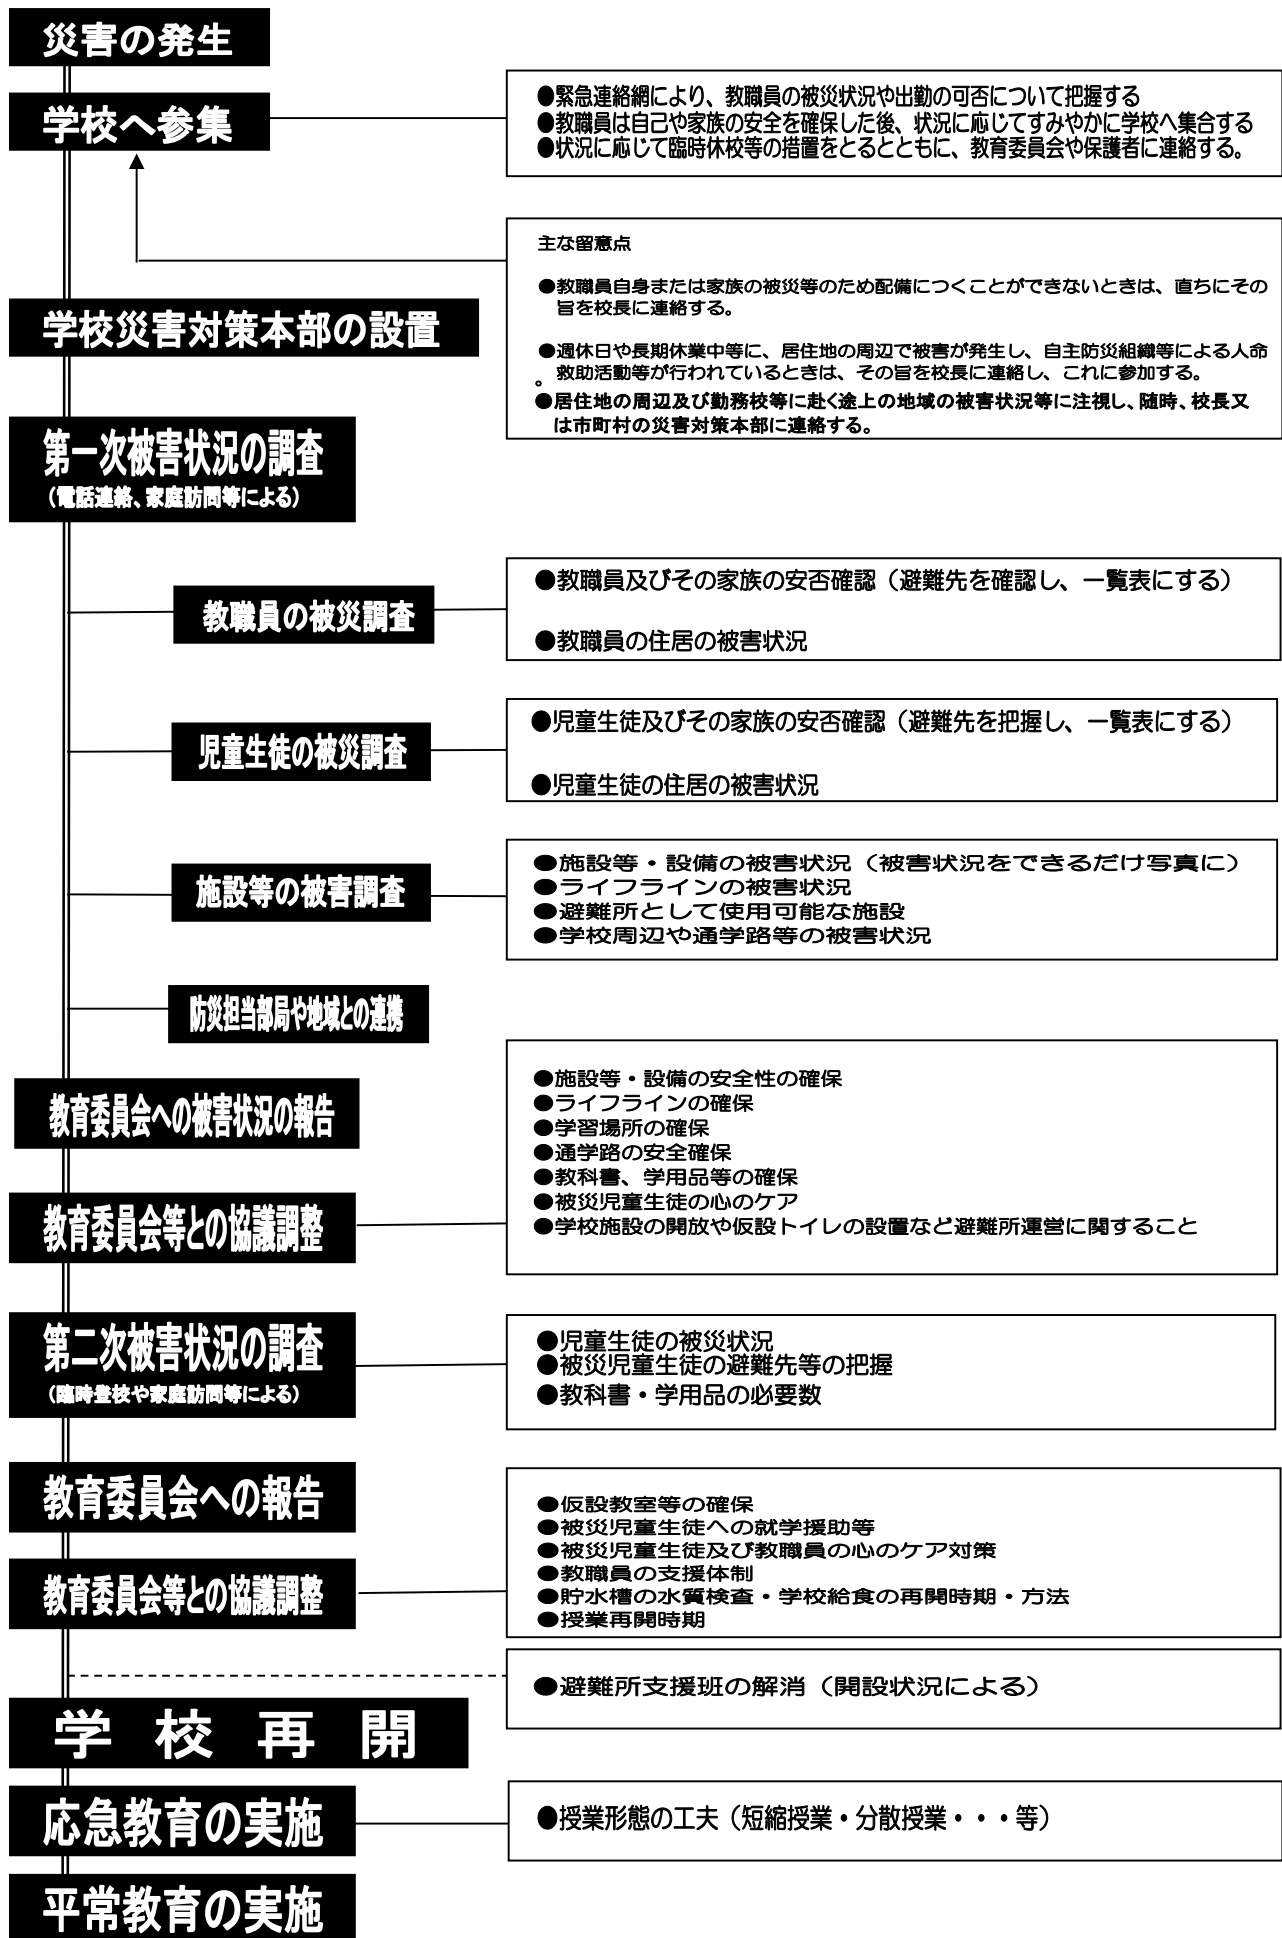 災害の発生
学校へ参集
●緊急連絡網により、教職員の被災状況や出勤の可否について把握する
●教職員は自己や家族の安全を確保した後、状況に応じてすみやかに学校へ集合する
●状況に応じて臨時休校等の措置をとるとともに、教育委員会や保護者に連絡する。
主な留意点
●教職員自身または家族の被災等のため配備につくことができないときは、直ちにその
旨を校長に連絡する。
●週休日や長期休業中等に、居住地の周辺で被害が発生し、自主防災組織等による人命
救助活動等が行われているときは、その旨を校長に連絡し、これに参加する。
。
●居住地の周辺及び勤務校等に赴く途上の地域の被害状況等に注視し、随時、校長又
は市町村の災害対策本部に連絡する。
学校災害対策本部の設置
第一次被害状況の調査
（電話連絡、家庭訪問等による）
教職員の被災調査
●教職員及びその家族の安否確認（避難先を確認し、一覧表にする）
●教職員の住居の被害状況
児童生徒の被災調査
●児童生徒及びその家族の安否確認（避難先を把握し、一覧表にする）
●児童生徒の住居の被害状況
施設等の被害調査
●施設等・設備の被害状況（被害状況をできるだけ写真に）
●ライフラインの被害状況
●避難所として使用可能な施設
●学校周辺や通学路等の被害状況
防災担当部局や地域との連携
教育委員会への被害状況の報告
教育委員会等との協議調整
●施設等・設備の安全性の確保
●ライフラインの確保
●学習場所の確保
●通学路の安全確保
●教科書、学用品等の確保
●被災児童生徒の心のケア
●学校施設の開放や仮設トイレの設置など避難所運営に関すること
第二次被害状況の調査
（臨時登校や家庭訪問等による）
●児童生徒の被災状況
●被災児童生徒の避難先等の把握
●教科書・学用品の必要数
教育委員会への報告
教育委員会等との協議調整
●仮設教室等の確保
●被災児童生徒への就学援助等
●被災児童生徒及び教職員の心のケア対策
●教職員の支援体制
●貯水槽の水質検査・学校給食の再開時期・方法
●授業再開時期
●避難所支援班の解消（開設状況による）
学校再開
応急教育の実施
●授業形態の工夫（短縮授業・分散授業・・・等）
平常教育の実施